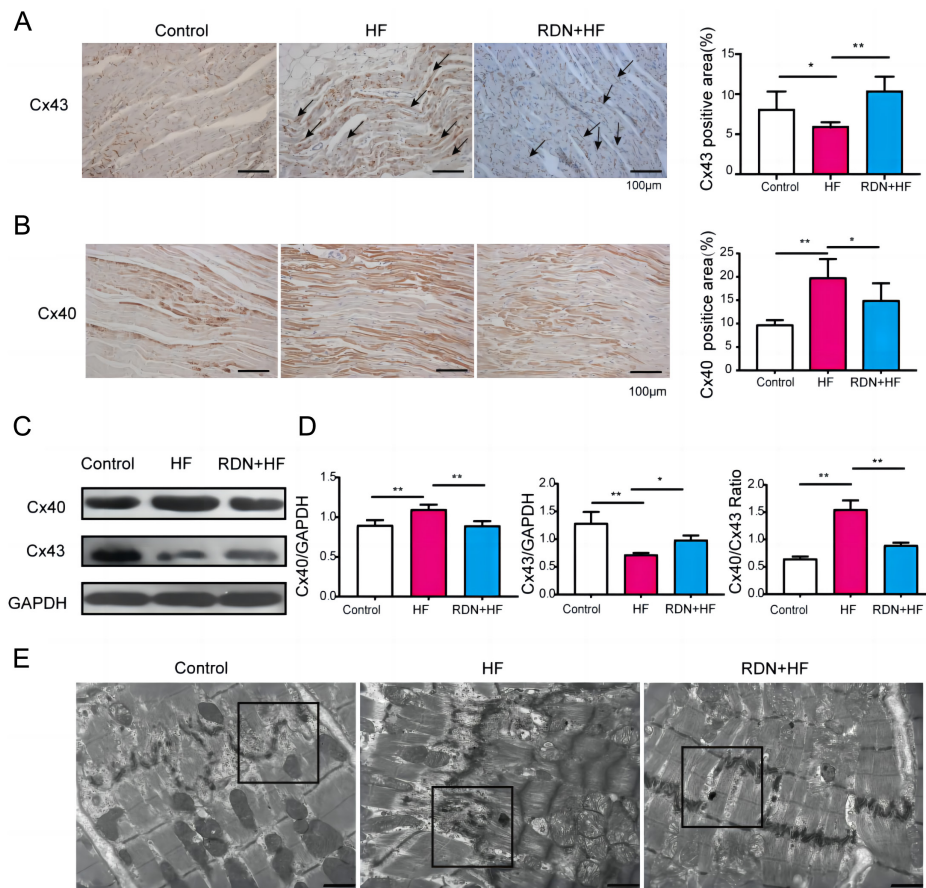 A
Control
HF
RDN+HF
Cx43
100μm
Cx43 positive area(%)
15
10
5
0
*
**
Control
HF
RDN+HF
B
Cx40
100μm
Cx40 positice area(%)
25
20
15
10
5
0
**
*
Control
HF
RDN+HF
C
Control
HF
RDN+HF
Cx40
Cx43
GAPDH
D
Cx40/GAPDH
1.5
1.0
0.5
0.0
**
**
Control
HF
RDN+HF
Cx43/GAPDH
2.0
1.5
1.0
0.5
0.0
**
*
Control
HF
RDN+HF
Cx40/Cx43 Ratio
2.0
1.5
1.0
0.5
0.0
**
**
Control
HF
RDN+HF
E
Control
HF
RDN+HF